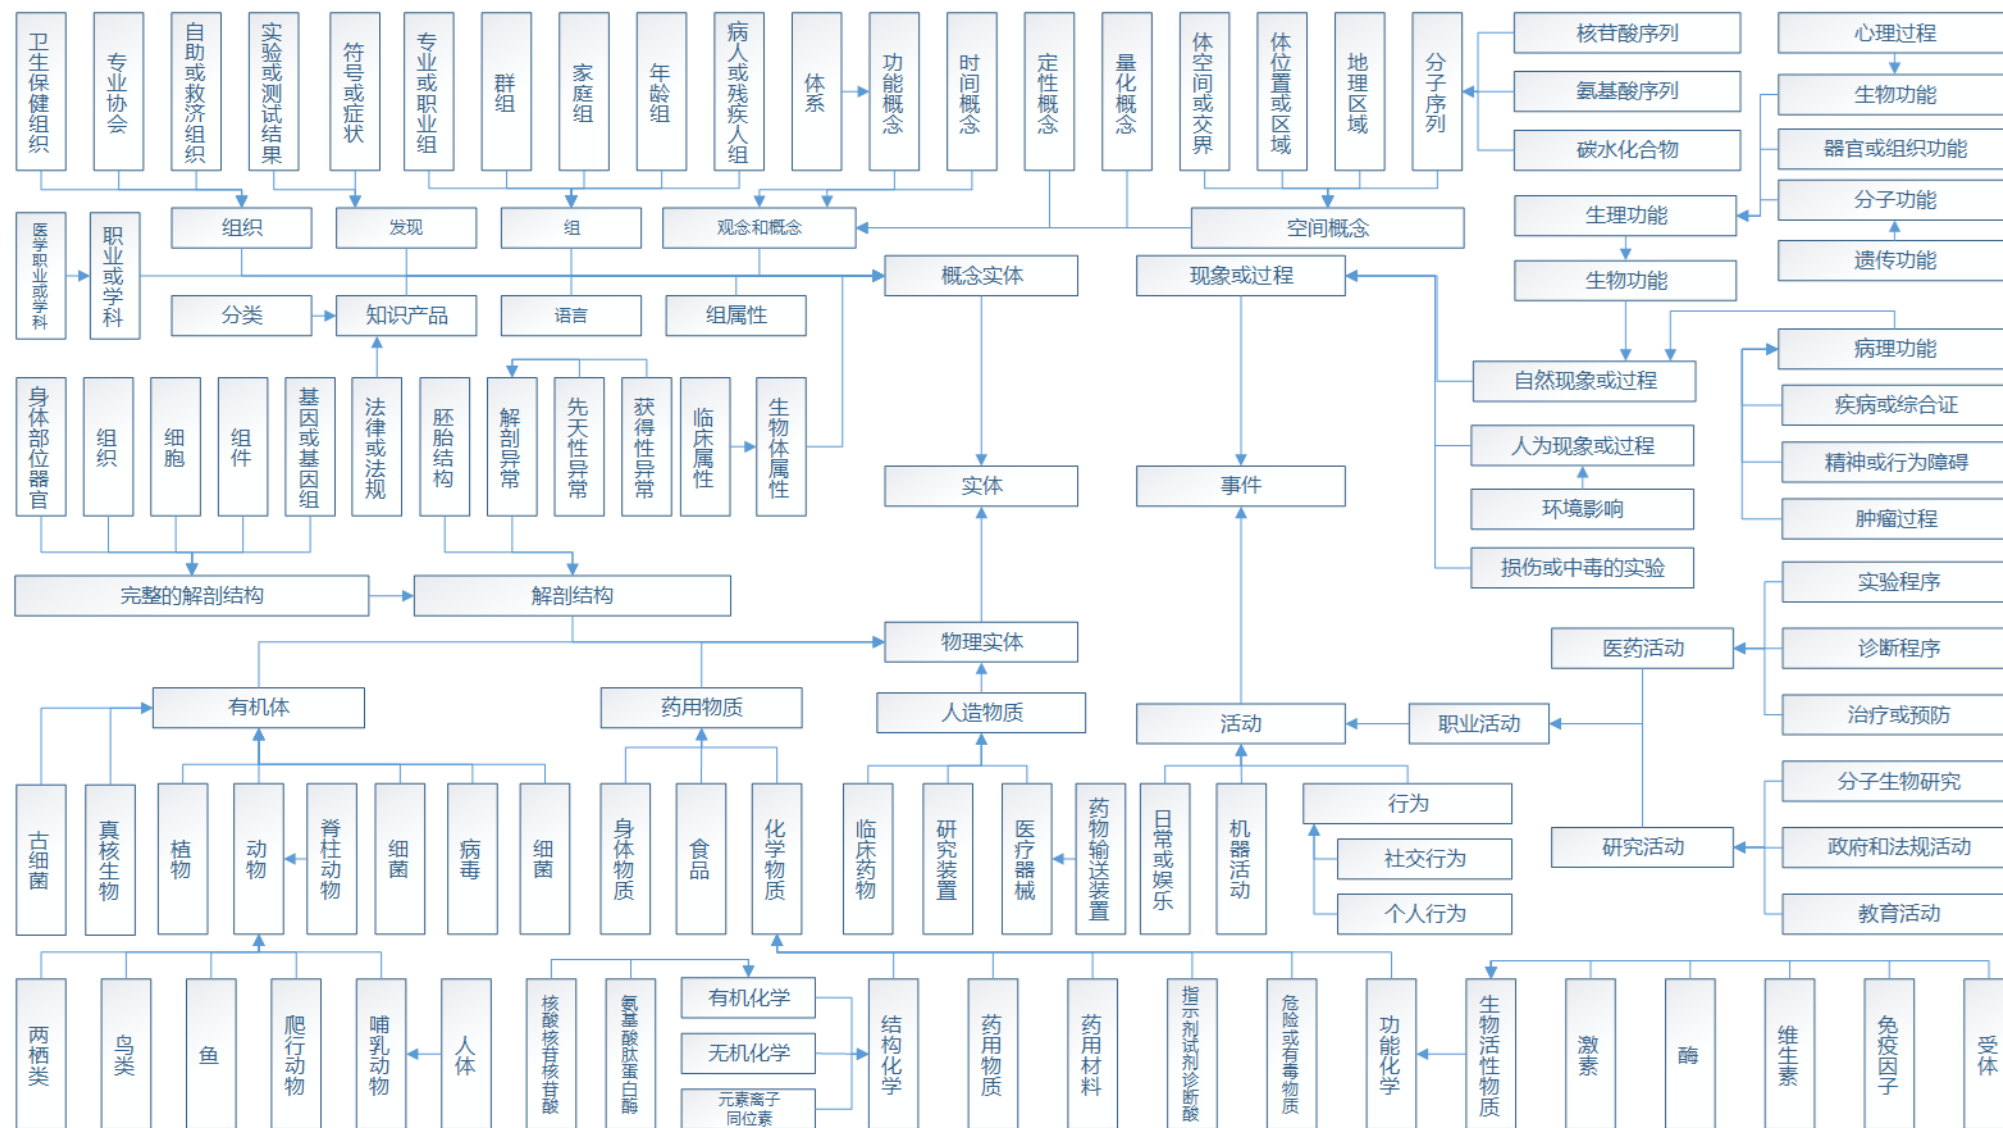 卫生保健组织
专业协会
自助或救济组织
实验或测试结果
符号或症状
专业或职业组
群组
家庭组
年龄组
病人或残疾人组
体系
功能概念
时间概念
定性概念
量化概念
体空间或交界
体位置或区域
地理区域
分子序列
核苷酸序列
氨基酸序列
碳水化合物
心理过程
生物功能
器官或组织功能
分子功能
遗传功能
生理功能
生物功能
医学职业或学科
职业或学科
组织
发现
组
观念和概念
空间概念
概念实体
现象或过程
分类
知识产品
语言
组属性
病理功能
疾病或综合证
精神或行为障碍
肿瘤过程
自然现象或过程
人为现象或过程
环境影响
损伤或中毒的实验
身体部位器官
组织
细胞
组件
基因或基因组
法律或法规
胚胎结构
解剖异常
先天性异常
获得性异常
临床属性
生物体属性
实体
事件
完整的解剖结构
解剖结构
物理实体
实验程序
诊断程序
治疗或预防
医药活动
有机体
药用物质
人造物质
活动
职业活动
分子生物研究
政府和法规活动
教育活动
研究活动
古细菌
真核生物
植物
动物
脊柱动物
细菌
病毒
细菌
身体物质
食品
化学物质
临床药物
研究装置
医疗器械
药物输送装置
日常或娱乐
机器活动
行为
社交行为
个人行为
两栖类
鸟类
鱼
爬行动物
哺乳动物
人体
核酸核苷核苷酸
氨基酸肽蛋白酶
有机化学
无机化学
元素离子
同位素
结构化学
药用物质
药用材料
指示剂试剂诊断酸
危险或有毒物质
功能化学
生物活性物质
激素
酶
维生素
免疫因子
受体